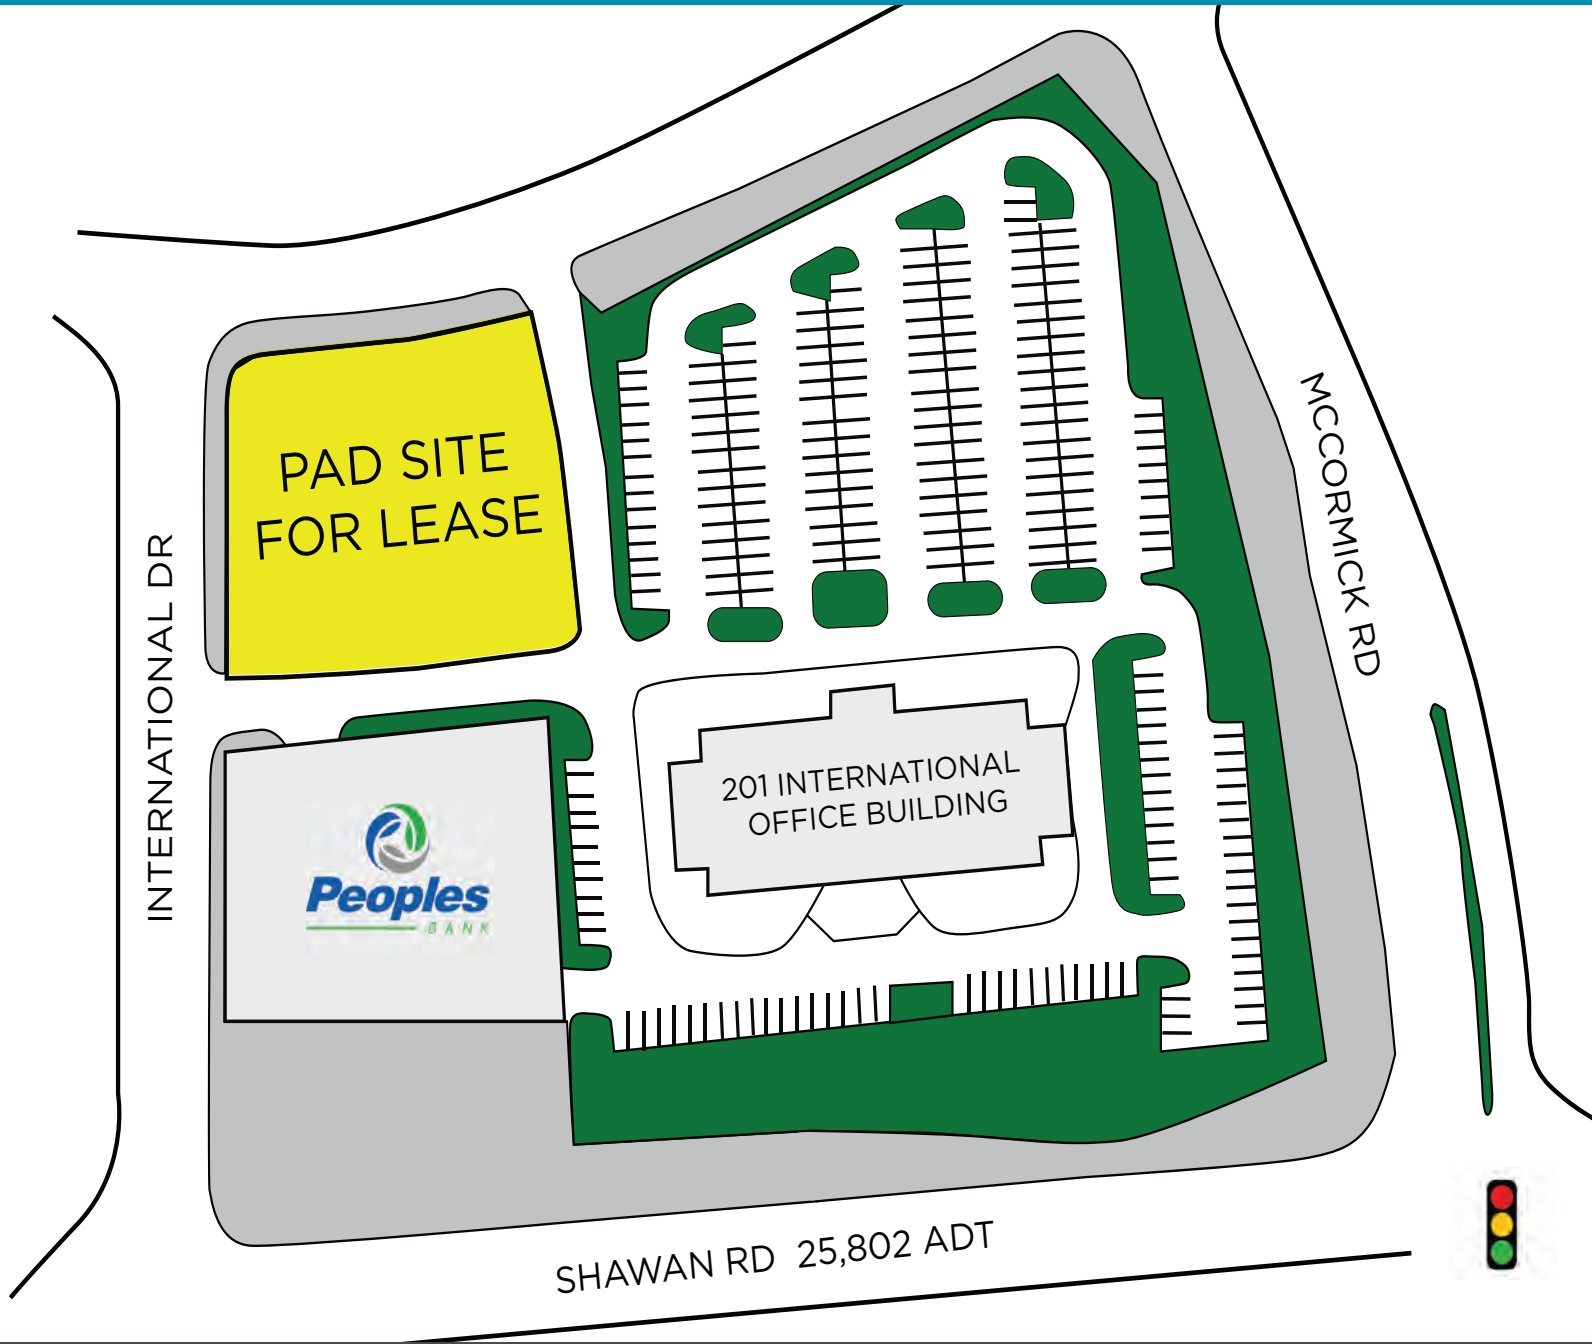 PAD SITE
FOR LEASE
INTERNATIONAL DR
MCCORMICK RD
201 INTERNATIONAL
OFFICE BUILDING
Peoples
BANK
SHAWAN RD 25,802 ADT